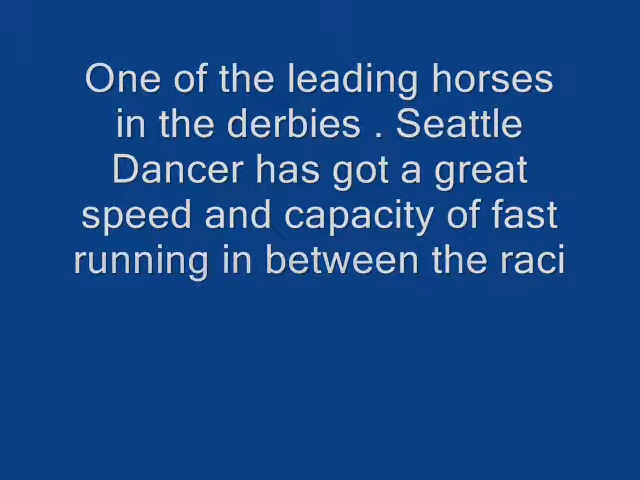 One of the leading horses
in the derbies . Seattle
Dancer has got a great
speed and capacity of fast
running in between the raci